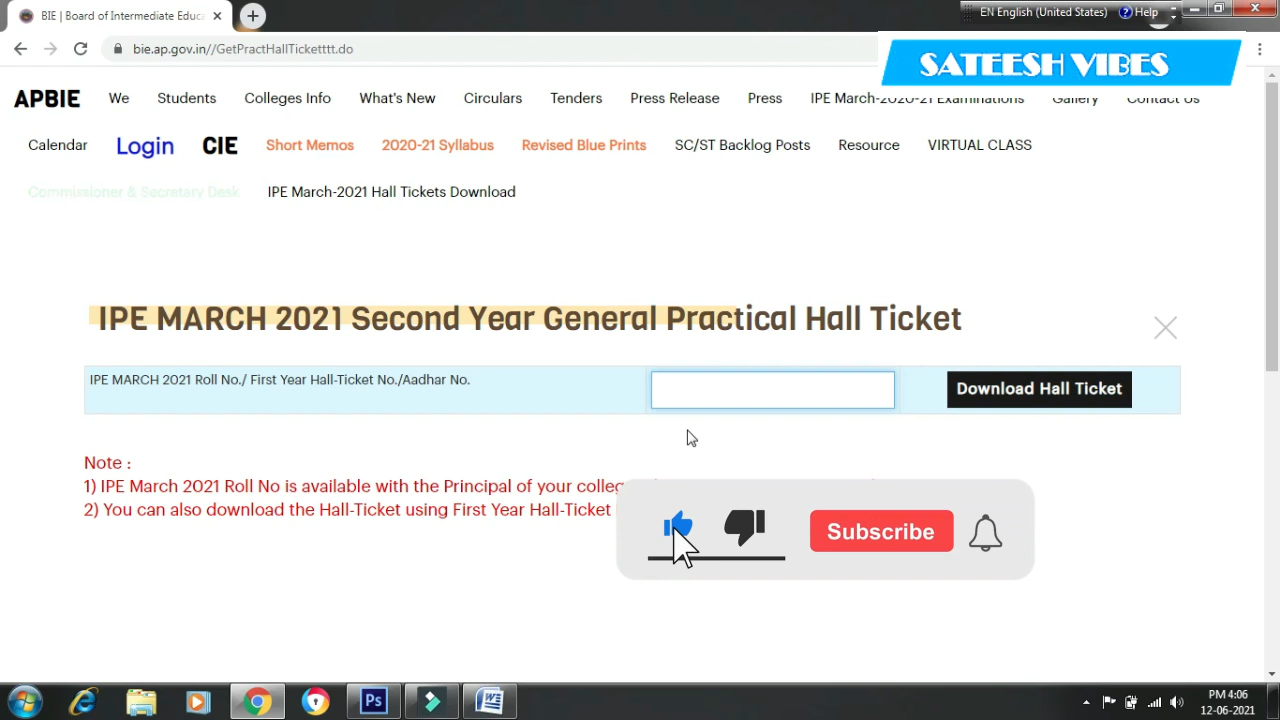 BIE | Board of Intermediate Educa
EN English (United States) Help
bie.ap.gov.in//GetPractHallTicketttt.do
SATEESH VIBES
APBIE We Students Colleges Info What's New Circulars Tenders Press Release Press IPE March-2020-21 Examinations Gallery Contact Us
Calendar Login CIE Short Memos 2020-21 Syllabus Revised Blue Prints SC/ST Backlog Posts Resource VIRTUAL CLASS
Commissioner & Secratary Desk IPE March-2021 Hall Tickets Download
IPE MARCH 2021 Second Year General Practical Hall Ticket
IPE MARCH 2021 Roll No./ First Year Hall-Ticket No./Aadhar No. Download Hall Ticket
Note :
1) IPE March 2021 Roll No is available with the Principal of your colleg
2) You can also download the Hall-Ticket using First Year Hall-Ticket
Subscribe
Ps
PM 4:06
12-06-2021